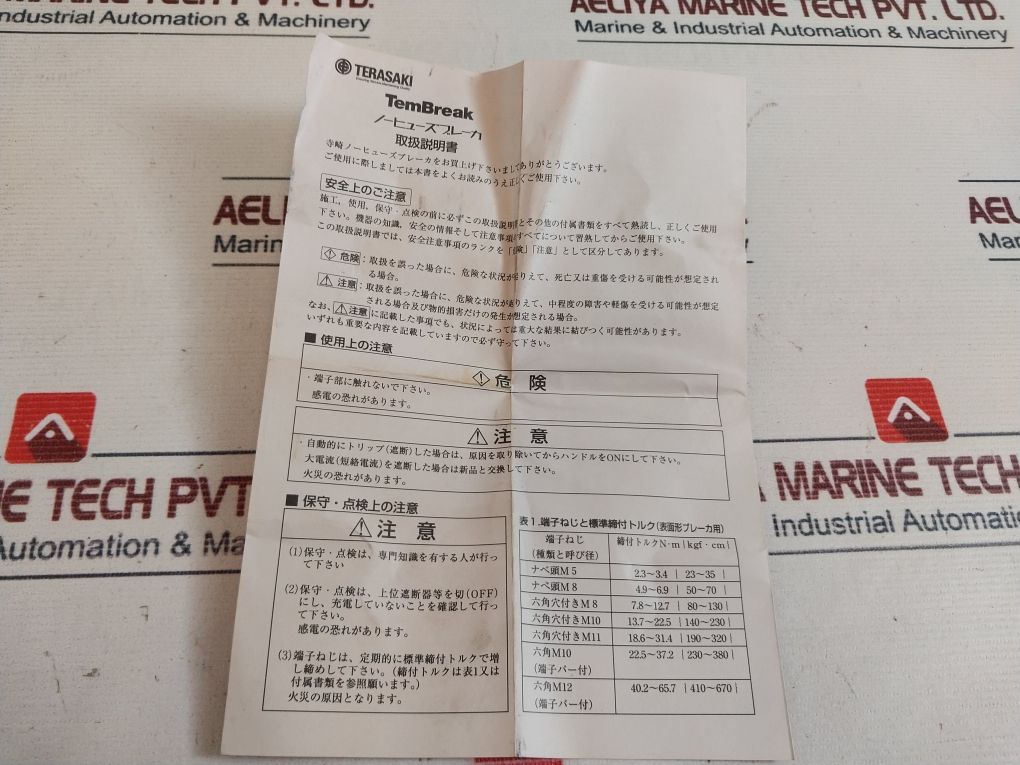 PVT. LTD.
Industrial Automation & Machinery
AELIYA MARINE TECH PVT. LTD.
Marine & Industrial Automation & Machinery
TERASAKI
TemBreak
ノーヒューズブレーカ
取扱説明書
寺崎ノーヒューズブレーカをお買上げ下さいましてありがとうございます。
ご使用に際しましては本書をよくお読みのうえ正しくご使用下さい。
安全上のご注意
施工,使用,保守・点検の前に必ずこの取扱説明書とその他の付属書類をすべて熟読し、正しくご使用
下さい。機器の知識,安全の情報そして注意事項のすべてについて習熟してからご使用下さい。
この取扱説明書では、安全注意事項のランクを「危険」「注意」として区分してあります。
危険:取扱を誤った場合に、危険な状況が起りえて、死亡又は重傷を受ける可能性が想定され
る場合。
注意:取扱を誤った場合に、危険な状況が起りえて、中程度の障害や軽傷を受ける可能性が想定
される場合及び物的損害だけの発生が想定される場合。
なお、注意に記載した事項でも、状況によっては重大な結果に結びつく可能性があります。
いずれも重要な内容を記載していますので必ず守って下さい。
■ 使用上の注意
危 険
・端子部に触れないで下さい。
感電の恐れがあります。
注 意
・自動的にトリップ(遮断)した場合は、原因を取り除いてからハンドルをONにして下さい。
大電流(短絡電流)を遮断した場合は新品と交換して下さい。
火災の恐れがあります。
■ 保守・点検上の注意
注 意
(1)保守・点検は、専門知識を有する人が行っ
て下さい
(2)保守・点検は、上位遮断器等を切(OFF)
にし、充電していないことを確認して行っ
て下さい。
感電の恐れがあります。
(3)端子ねじは、定期的に標準締付トルクで増
し締めして下さい。(締付トルクは表1又は
付属書類を参照願います。)
火災の原因となります。
表1.端子ねじと標準締付トルク(表面形ブレーカ用)
端子ねじ
(種類と呼び径) 締付トルクN・m|kgf・cm|
ナベ頭M5 2.3~3.4 | 23~35 |
ナベ頭M8 4.9~6.9 | 50~70 |
六角穴付きM8 7.8~12.7 | 80~130|
六角穴付きM10 13.7~22.5 |140~230|
六角穴付きM11 18.6~31.4 |190~320|
六角M10 22.5~37.2 |230~380|
(端子バー付)
六角M12 40.2~65.7 |410~670|
(端子バー付)
AELI
Marin
AE
Ma
E TECH PVT.
Automation & Ma
MARINE TECH
Industrial Automatio